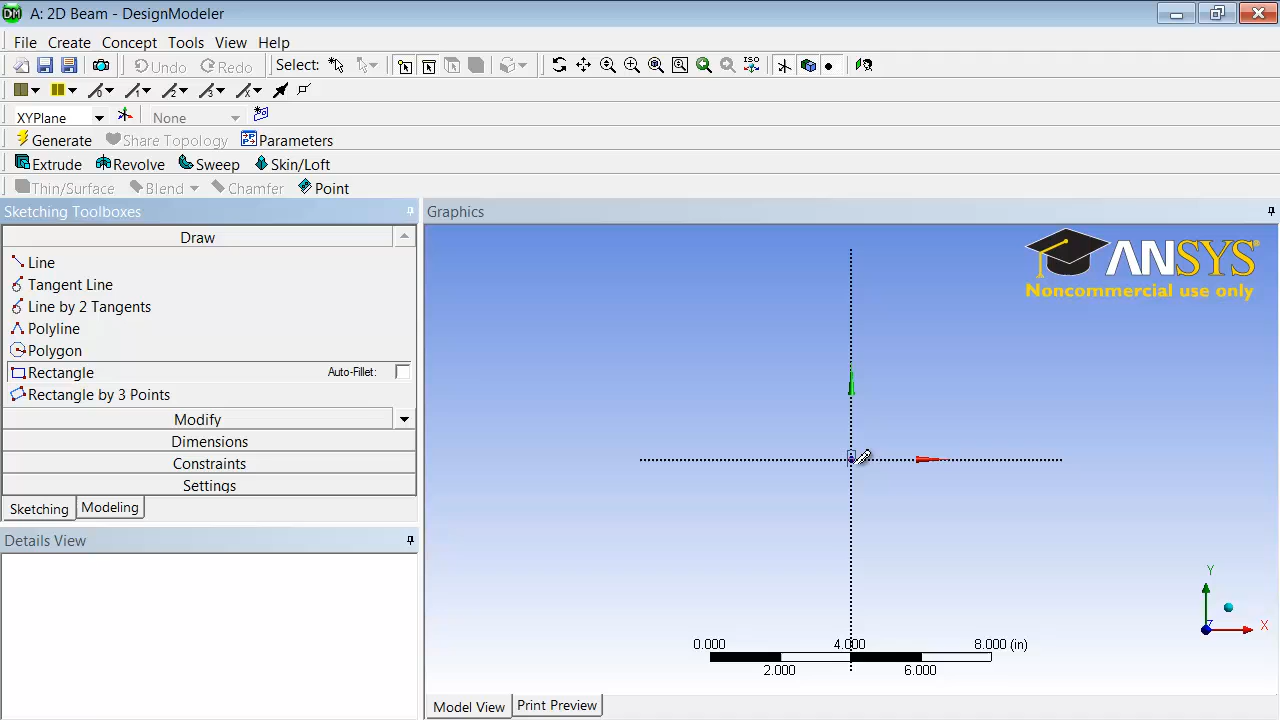 A: 2D Beam - DesignModeler
File Create Concept Tools View Help
Undo Redo Select:
XYPlane None
Generate Share Topology Parameters
Extrude Revolve Sweep Skin/Loft
Thin/Surface Blend Chamfer Point
Sketching Toolboxes
Draw
Line
Tangent Line
Line by 2 Tangents
Polyline
Polygon
Rectangle Auto-Fillet:
Rectangle by 3 Points
Modify
Dimensions
Constraints
Settings
Sketching Modeling
Details View
Graphics
ANSYS
Noncommercial use only
Y
X
0.000 4.000 8.000 (in)
2.000 6.000
Model View Print Preview